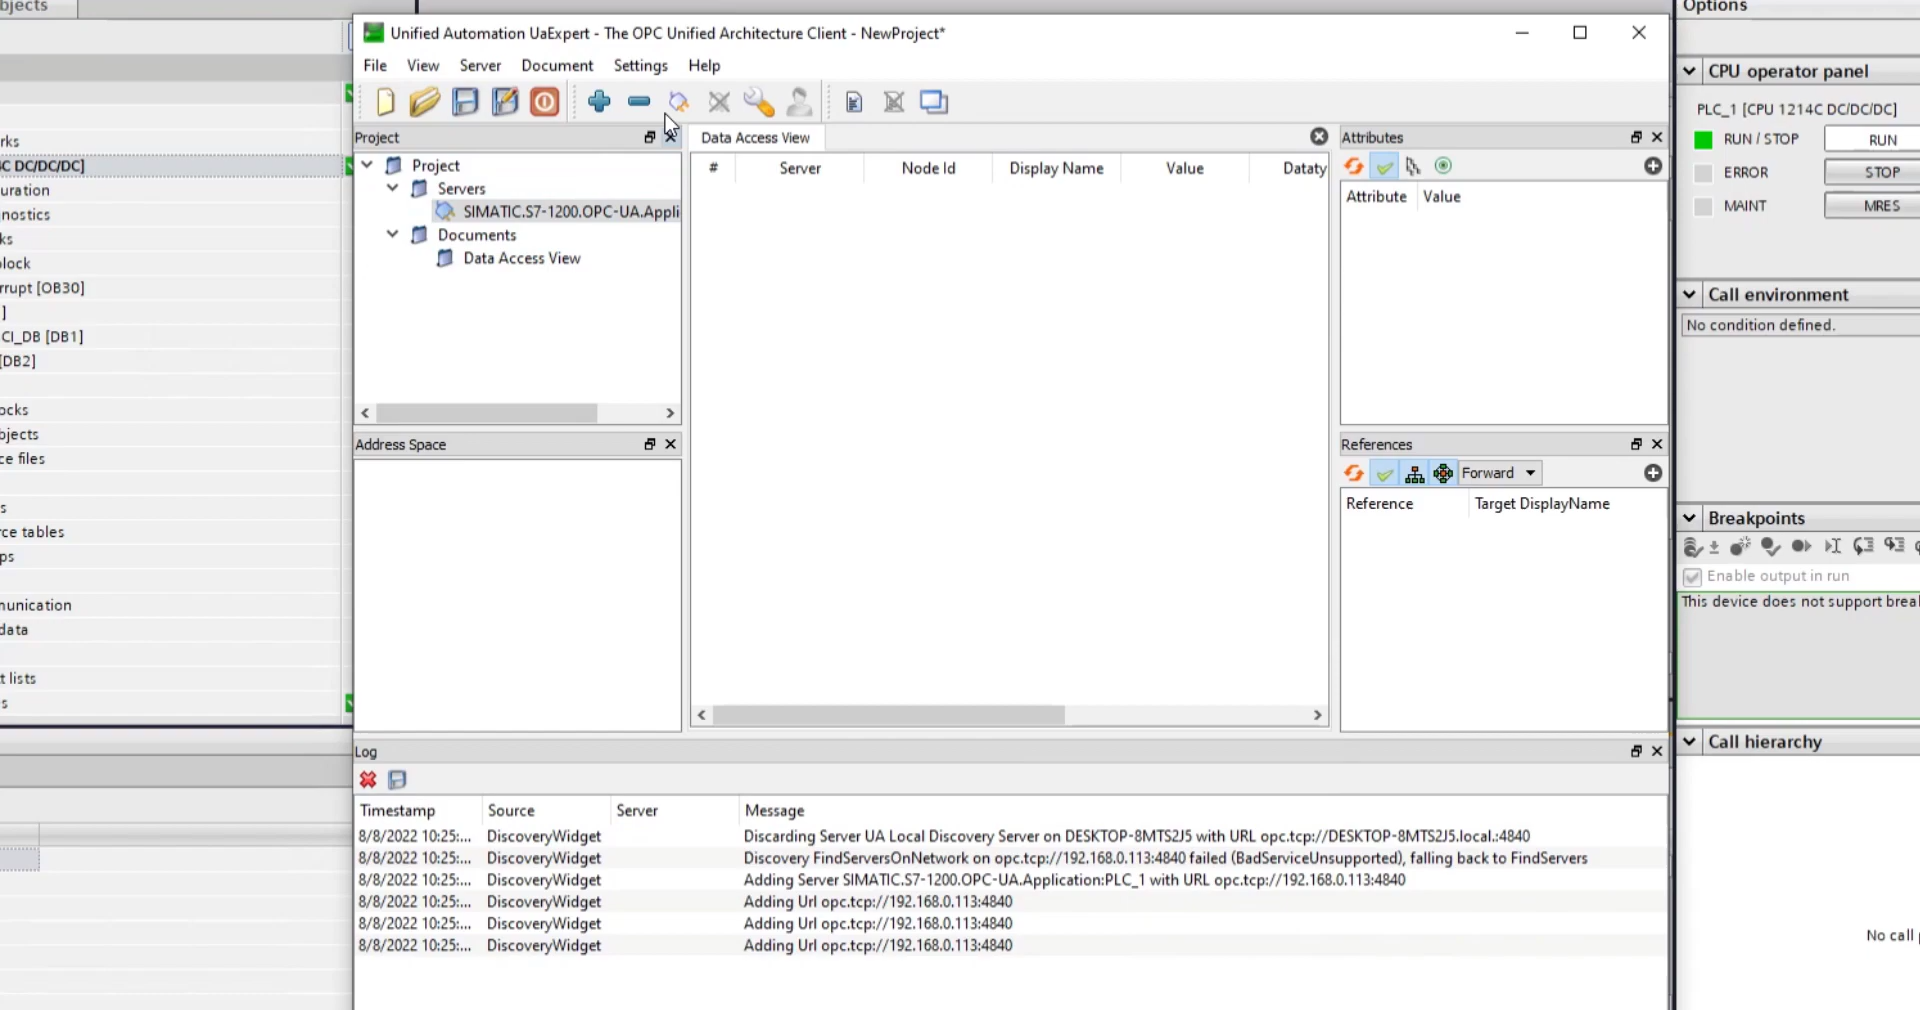 bjects
Options
Unified Automation UaExpert - The OPC Unified Architecture Client - NewProject*
File View Server Document Settings Help
Project
Project
Servers
SIMATIC.S7-1200.OPC-UA.Appli
Documents
Data Access View
Address Space
Data Access View
# Server Node Id Display Name Value Dataty
Attributes
Attribute Value
References
Forward
Reference Target DisplayName
Log
Timestamp Source Server Message
8/8/2022 10:25:... DiscoveryWidget Discarding Server UA Local Discovery Server on DESKTOP-8MTS2J5 with URL opc.tcp://DESKTOP-8MTS2J5.local.:4840
8/8/2022 10:25:... DiscoveryWidget Discovery FindServersOnNetwork on opc.tcp://192.168.0.113:4840 failed (BadServiceUnsupported), falling back to FindServers
8/8/2022 10:25:... DiscoveryWidget Adding Server SIMATIC.S7-1200.OPC-UA.Application:PLC_1 with URL opc.tcp://192.168.0.113:4840
8/8/2022 10:25:... DiscoveryWidget Adding Url opc.tcp://192.168.0.113:4840
8/8/2022 10:25:... DiscoveryWidget Adding Url opc.tcp://192.168.0.113:4840
8/8/2022 10:25:... DiscoveryWidget Adding Url opc.tcp://192.168.0.113:4840
rks
C DC/DC/DC]
uration
nostics
ks
lock
rrupt [OB30]
]
CI_DB [DB1]
[DB2]
ocks
bjects
ce files
s
rce tables
ps
nunication
data
t lists
s
CPU operator panel
PLC_1 [CPU 1214C DC/DC/DC]
RUN / STOP RUN
ERROR STOP
MAINT MRES
Call environment
No condition defined.
Breakpoints
Enable output in run
This device does not support break
Call hierarchy
No call